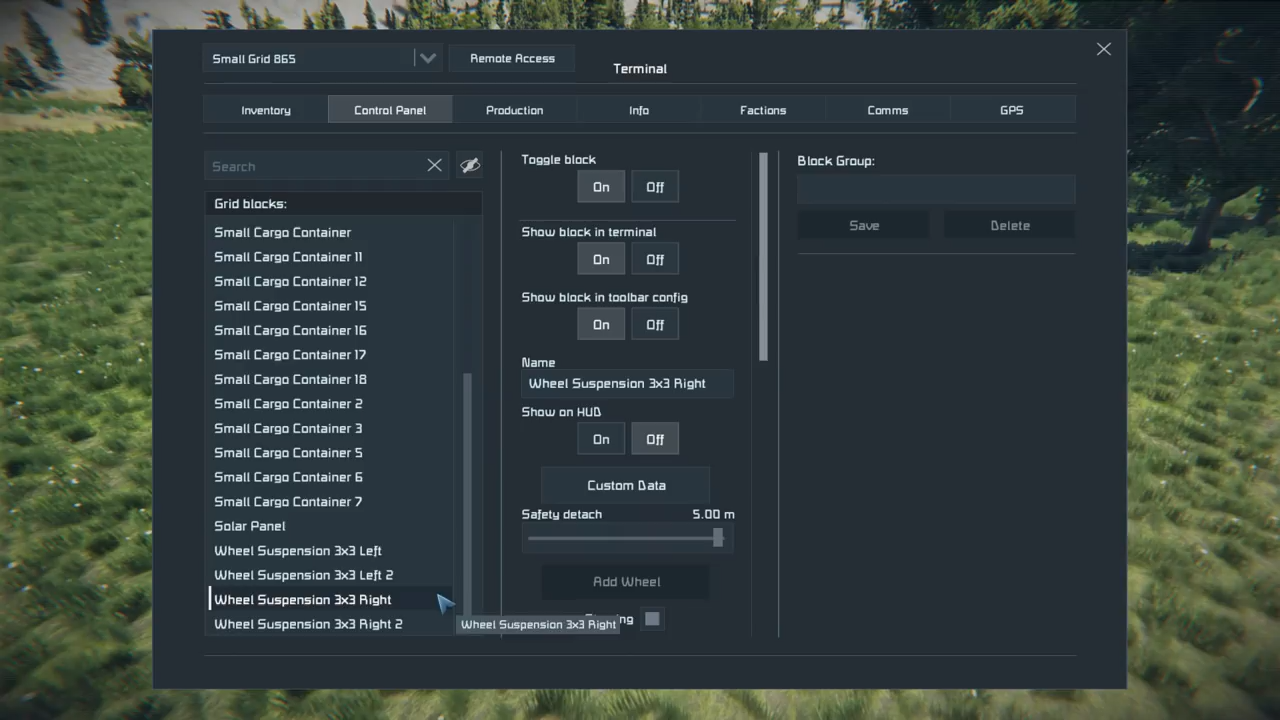 Small Grid 865
Remote Access
Terminal
Inventory
Control Panel
Production
Info
Factions
Comms
GPS
Search
Grid blocks:
Small Cargo Container
Small Cargo Container 11
Small Cargo Container 12
Small Cargo Container 15
Small Cargo Container 16
Small Cargo Container 17
Small Cargo Container 18
Small Cargo Container 2
Small Cargo Container 3
Small Cargo Container 5
Small Cargo Container 6
Small Cargo Container 7
Solar Panel
Wheel Suspension 3x3 Left
Wheel Suspension 3x3 Left 2
Wheel Suspension 3x3 Right
Wheel Suspension 3x3 Right 2
Wheel Suspension 3x3 Right
Toggle block
On Off
Show block in terminal
On Off
Show block in toolbar config
On Off
Name
Wheel Suspension 3x3 Right
Show on HUD
On Off
Custom Data
Safety detach 5.00 m
Add Wheel
Block Group:
Save Delete